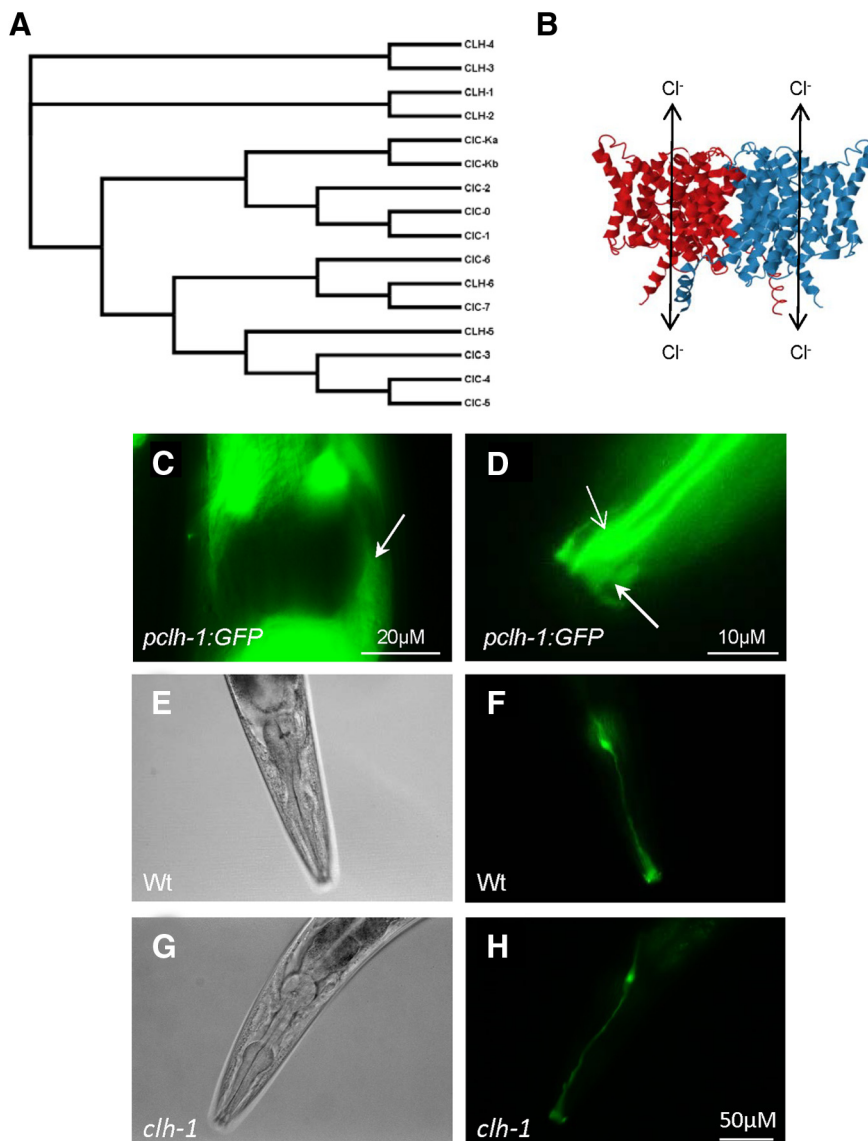 A
CLH-4
CLH-3
CLH-1
CLH-2
ClC-Ka
ClC-Kb
ClC-2
ClC-0
ClC-1
ClC-6
CLH-6
ClC-7
CLH-5
ClC-3
ClC-4
ClC-5
B
Cl- Cl-
Cl- Cl-
C
pclh-1:GFP
20µM
D
pclh-1:GFP
10µM
E
Wt
F
Wt
G
clh-1
H
clh-1
50µM